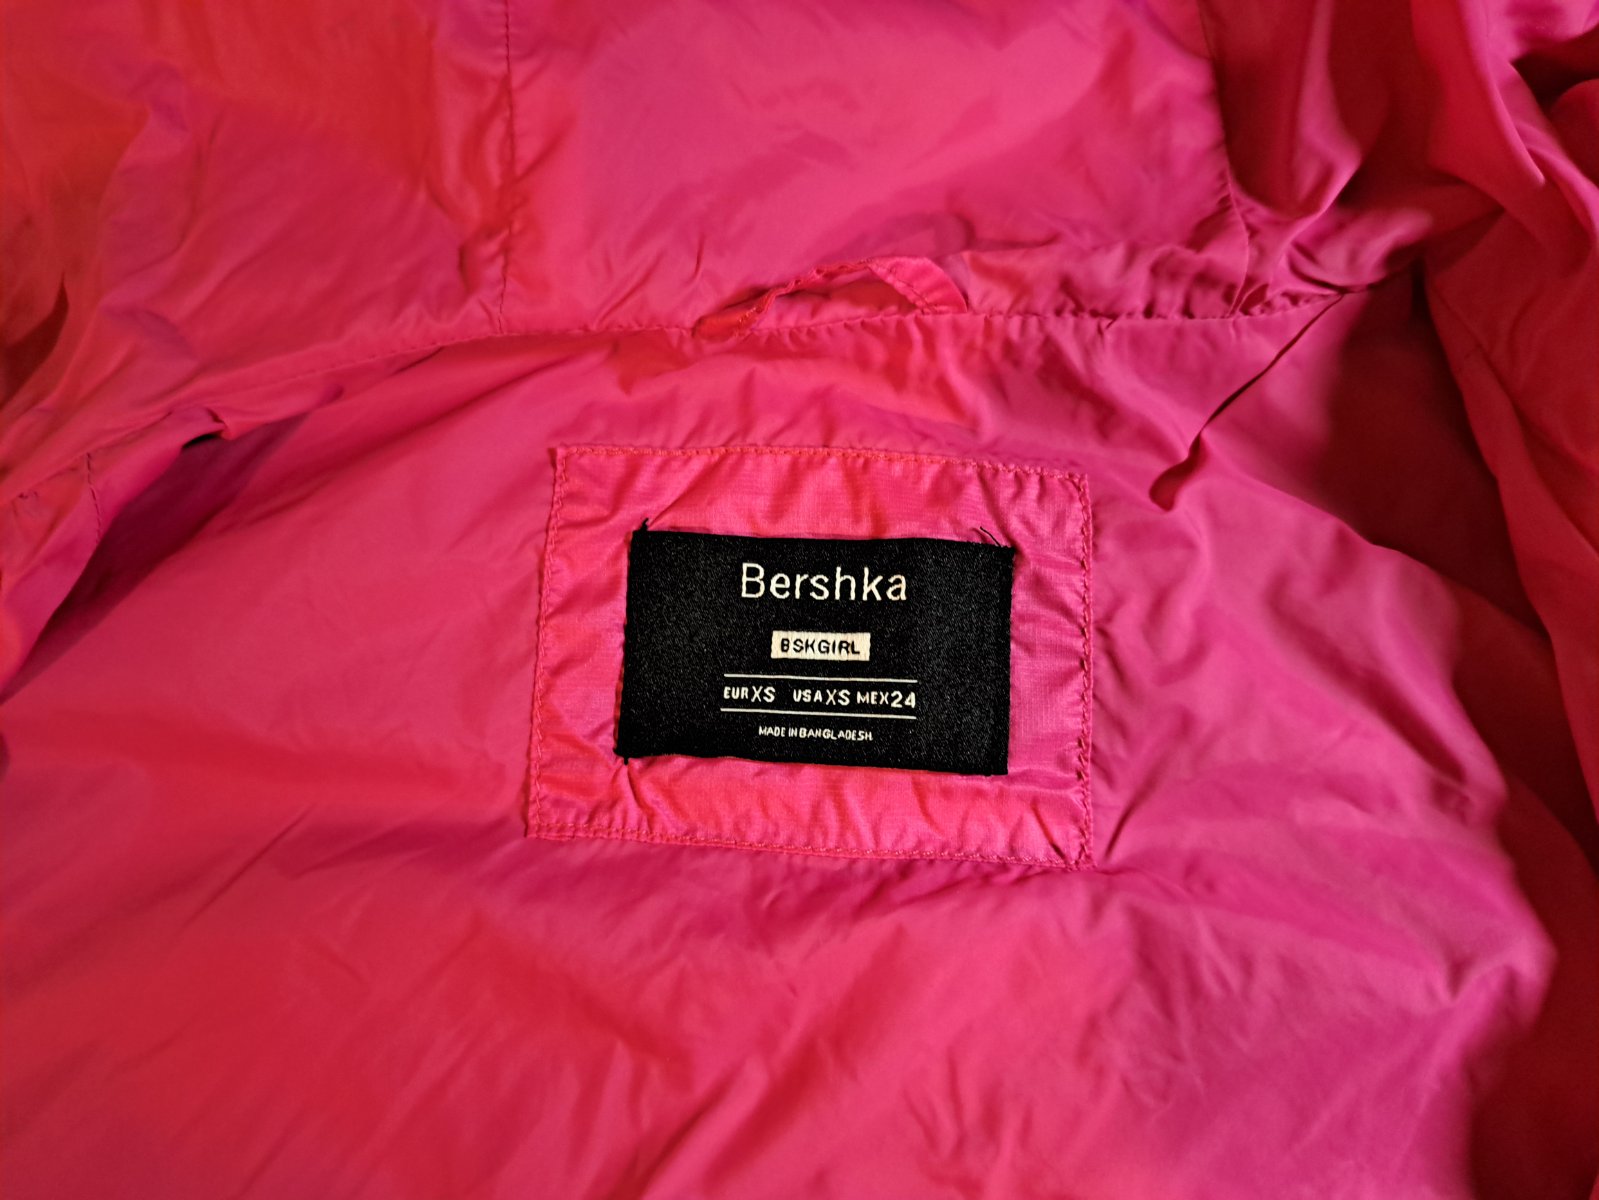 Bershka
BSKGIRL
EUR XS USA XS MEX 24
MADE IN BANGLADESH